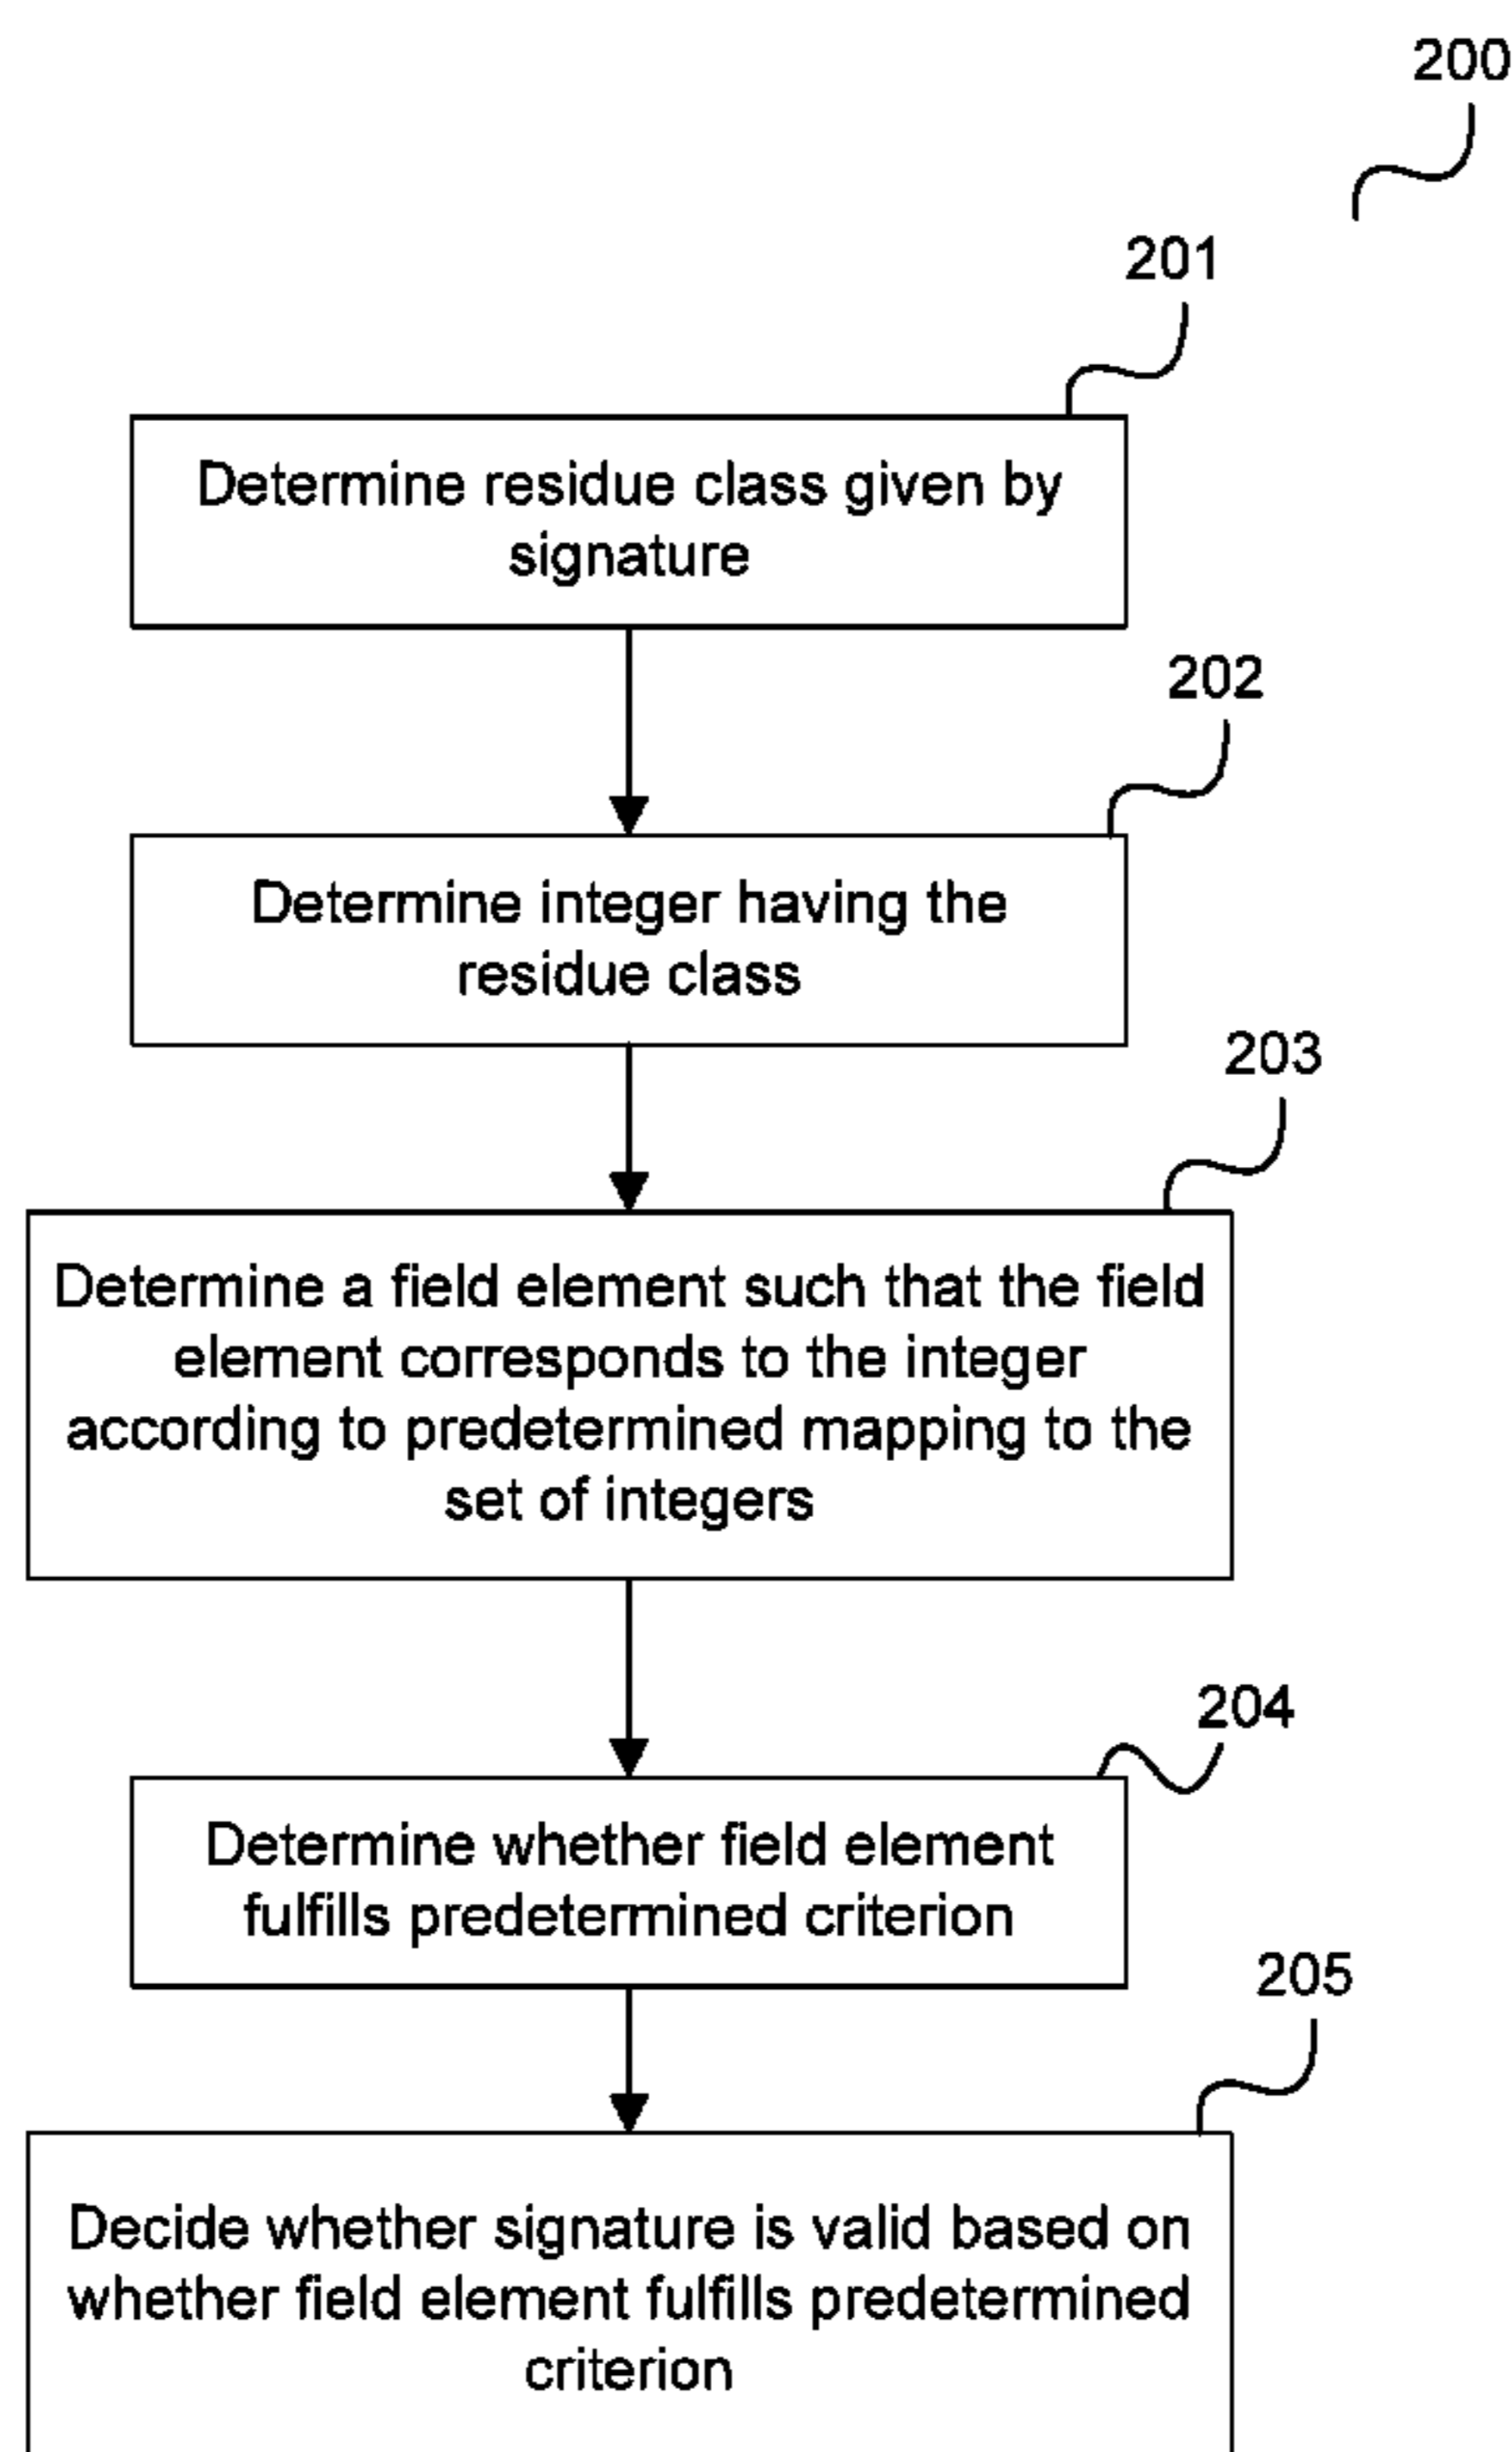 200
201
Determine residue class given by
signature
202
Determine integer having the
residue class
203
Determine a field element such that the field
element corresponds to the integer
according to predetermined mapping to the
set of integers
204
Determine whether field element
fulfills predetermined criterion
205
Decide whether signature is valid based on
whether field element fulfills predetermined
criterion